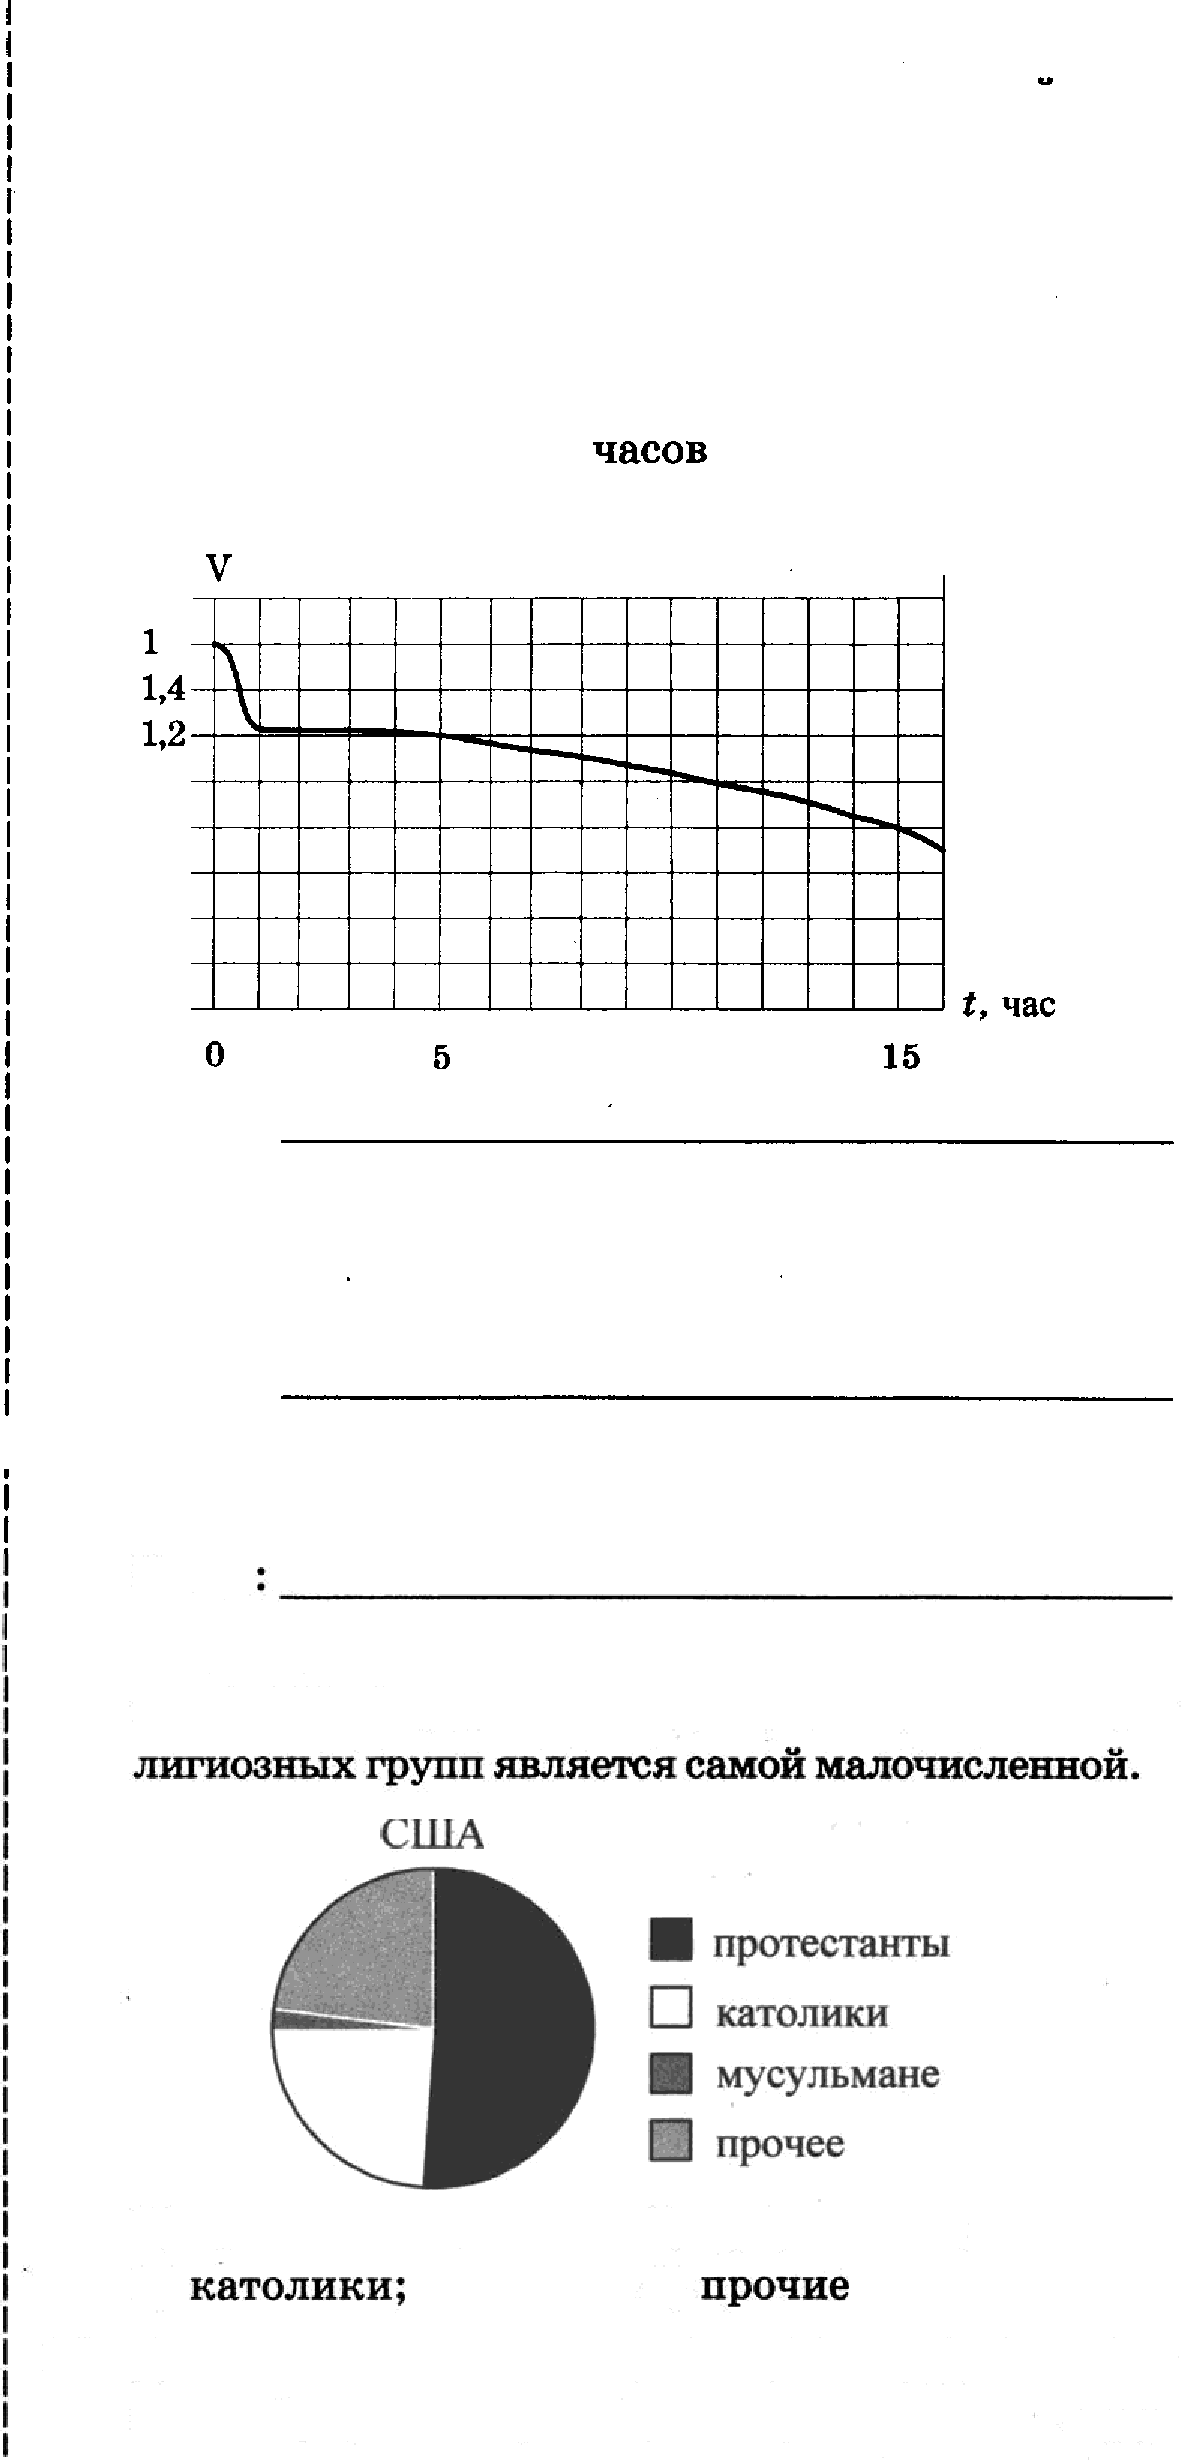 часов
V
1
1,4
1,2
t, час
0 5 15
:
лигиозных групп является самой малочисленной.
США
протестанты
католики
мусульмане
прочее
католики; прочие